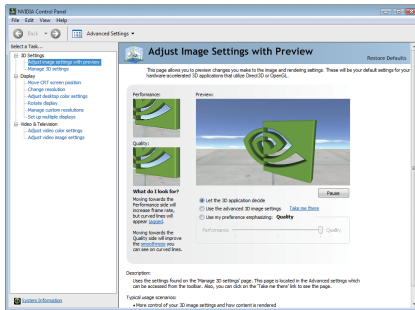 NVIDIA Control Panel
File Edit View Help
Back
Advanced Settings
Select a Task...
3D Settings
Adjust image settings with preview
Manage 3D settings
Display
Move CRT screen position
Change resolution
Adjust desktop color settings
Rotate display
Manage custom resolutions
Set up multiple displays
Video & Television
Adjust video color settings
Adjust video image settings
System Information
Adjust Image Settings with Preview
Restore Defaults
This page allows you to preview changes you make to the image and rendering settings. These will be your default settings for your
hardware-accelerated 3D applications that utilize Direct3D or OpenGL.
Performance:
Preview:
Quality:
What do I look for?
Moving towards the
Performance side will
increase frame rate,
but curved lines will
appear jagged.
Moving towards the
Quality side will improve
the smoothness you
can see on curved lines.
Pause
Let the 3D application decide
Use the advanced 3D image settings Take me there
Use my preference emphasizing: Quality
Performance Quality
Description:
Uses the settings found on the 'Manage 3D settings' page. This page is located in the Advanced settings which
can be accessed from the toolbar. Also, you can click on the 'Take me there' link to see the page.
Typical usage scenarios:
• More control of your 3D image settings and how content is rendered